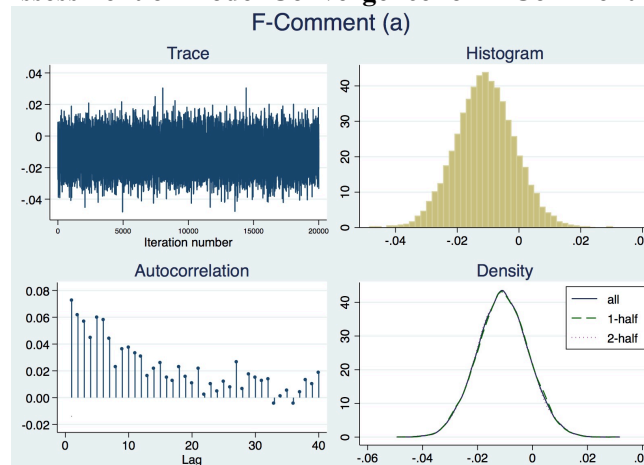 F-Comment (a)
Trace
.04
.02
0
-.02
-.04
0 5000 10000 15000 20000
Iteration number
Histogram
40
30
20
10
0
-.04 -.02 0
Autocorrelation
0.08
0.06
0.04
0.02
0.00
-0.02
0 10 20 30 40
Lag
Density
all
1-half
2-half
40
30
20
10
0
-.06 -.04 -.02 0 .02